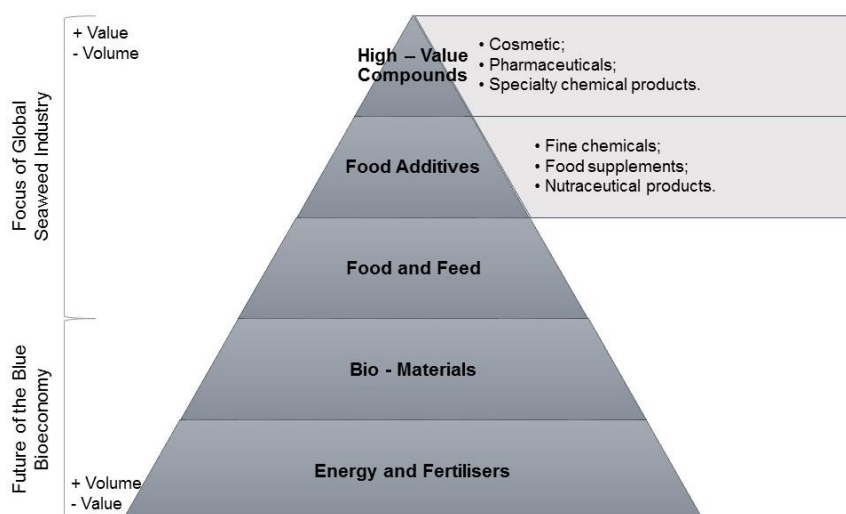 + Value
- Volume
High – Value
Compounds
• Cosmetic;
• Pharmaceuticals;
• Specialty chemical products.
Food Additives
• Fine chemicals;
• Food supplements;
• Nutraceutical products.
Focus of Global
Seaweed Industry
Food and Feed
Bio - Materials
Future of the Blue
Bioeconomy
Energy and Fertilisers
+ Volume
- Value